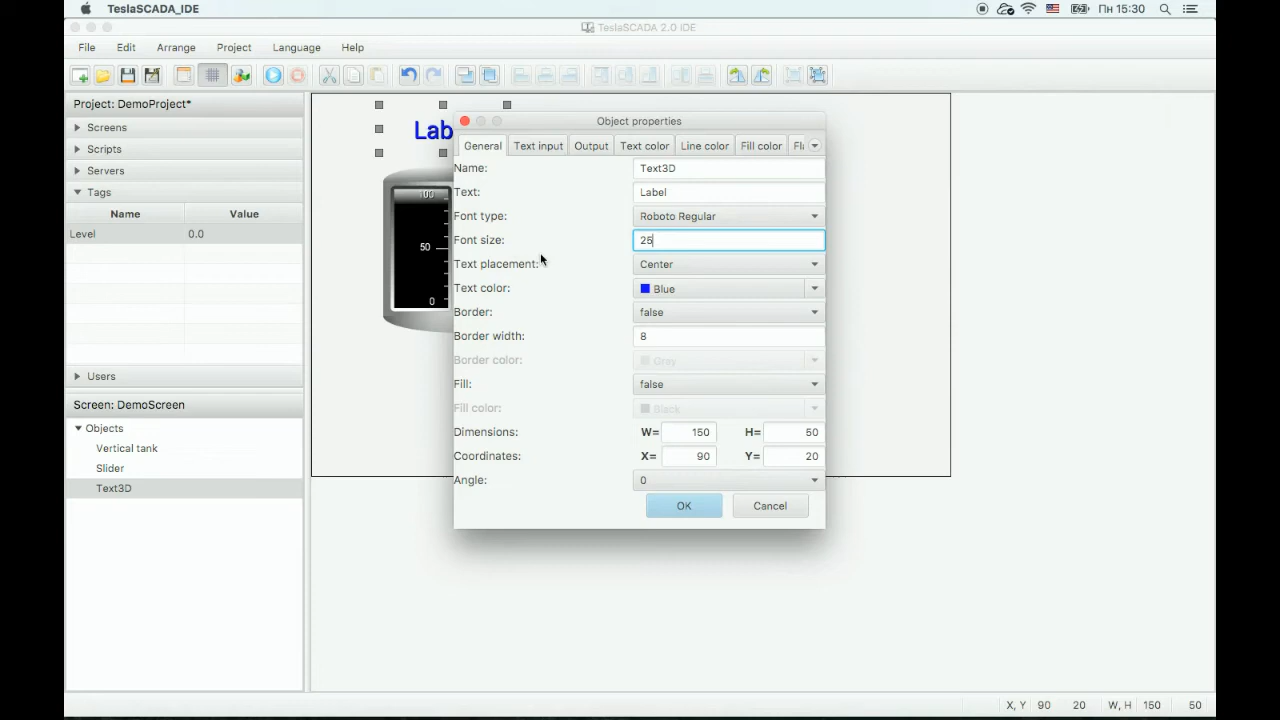 TeslaSCADA_IDE
Пн 15:30
TeslaSCADA 2.0 IDE
File Edit Arrange Project Language Help
Project: DemoProject*
Screens
Scripts
Servers
Tags
Name Value
Level 0.0
Users
Screen: DemoScreen
Objects
Vertical tank
Slider
Text3D
Lab
100
50
0
Object properties
General Text input Output Text color Line color Fill color
Name: Text3D
Text: Label
Font type: Roboto Regular
Font size: 25
Text placement: Center
Text color: Blue
Border: false
Border width: 8
Border color: Gray
Fill: false
Fill color: Black
Dimensions: W= 150 H= 50
Coordinates: X= 90 Y= 20
Angle: 0
OK Cancel
X, Y 90 20 W, H 150 50